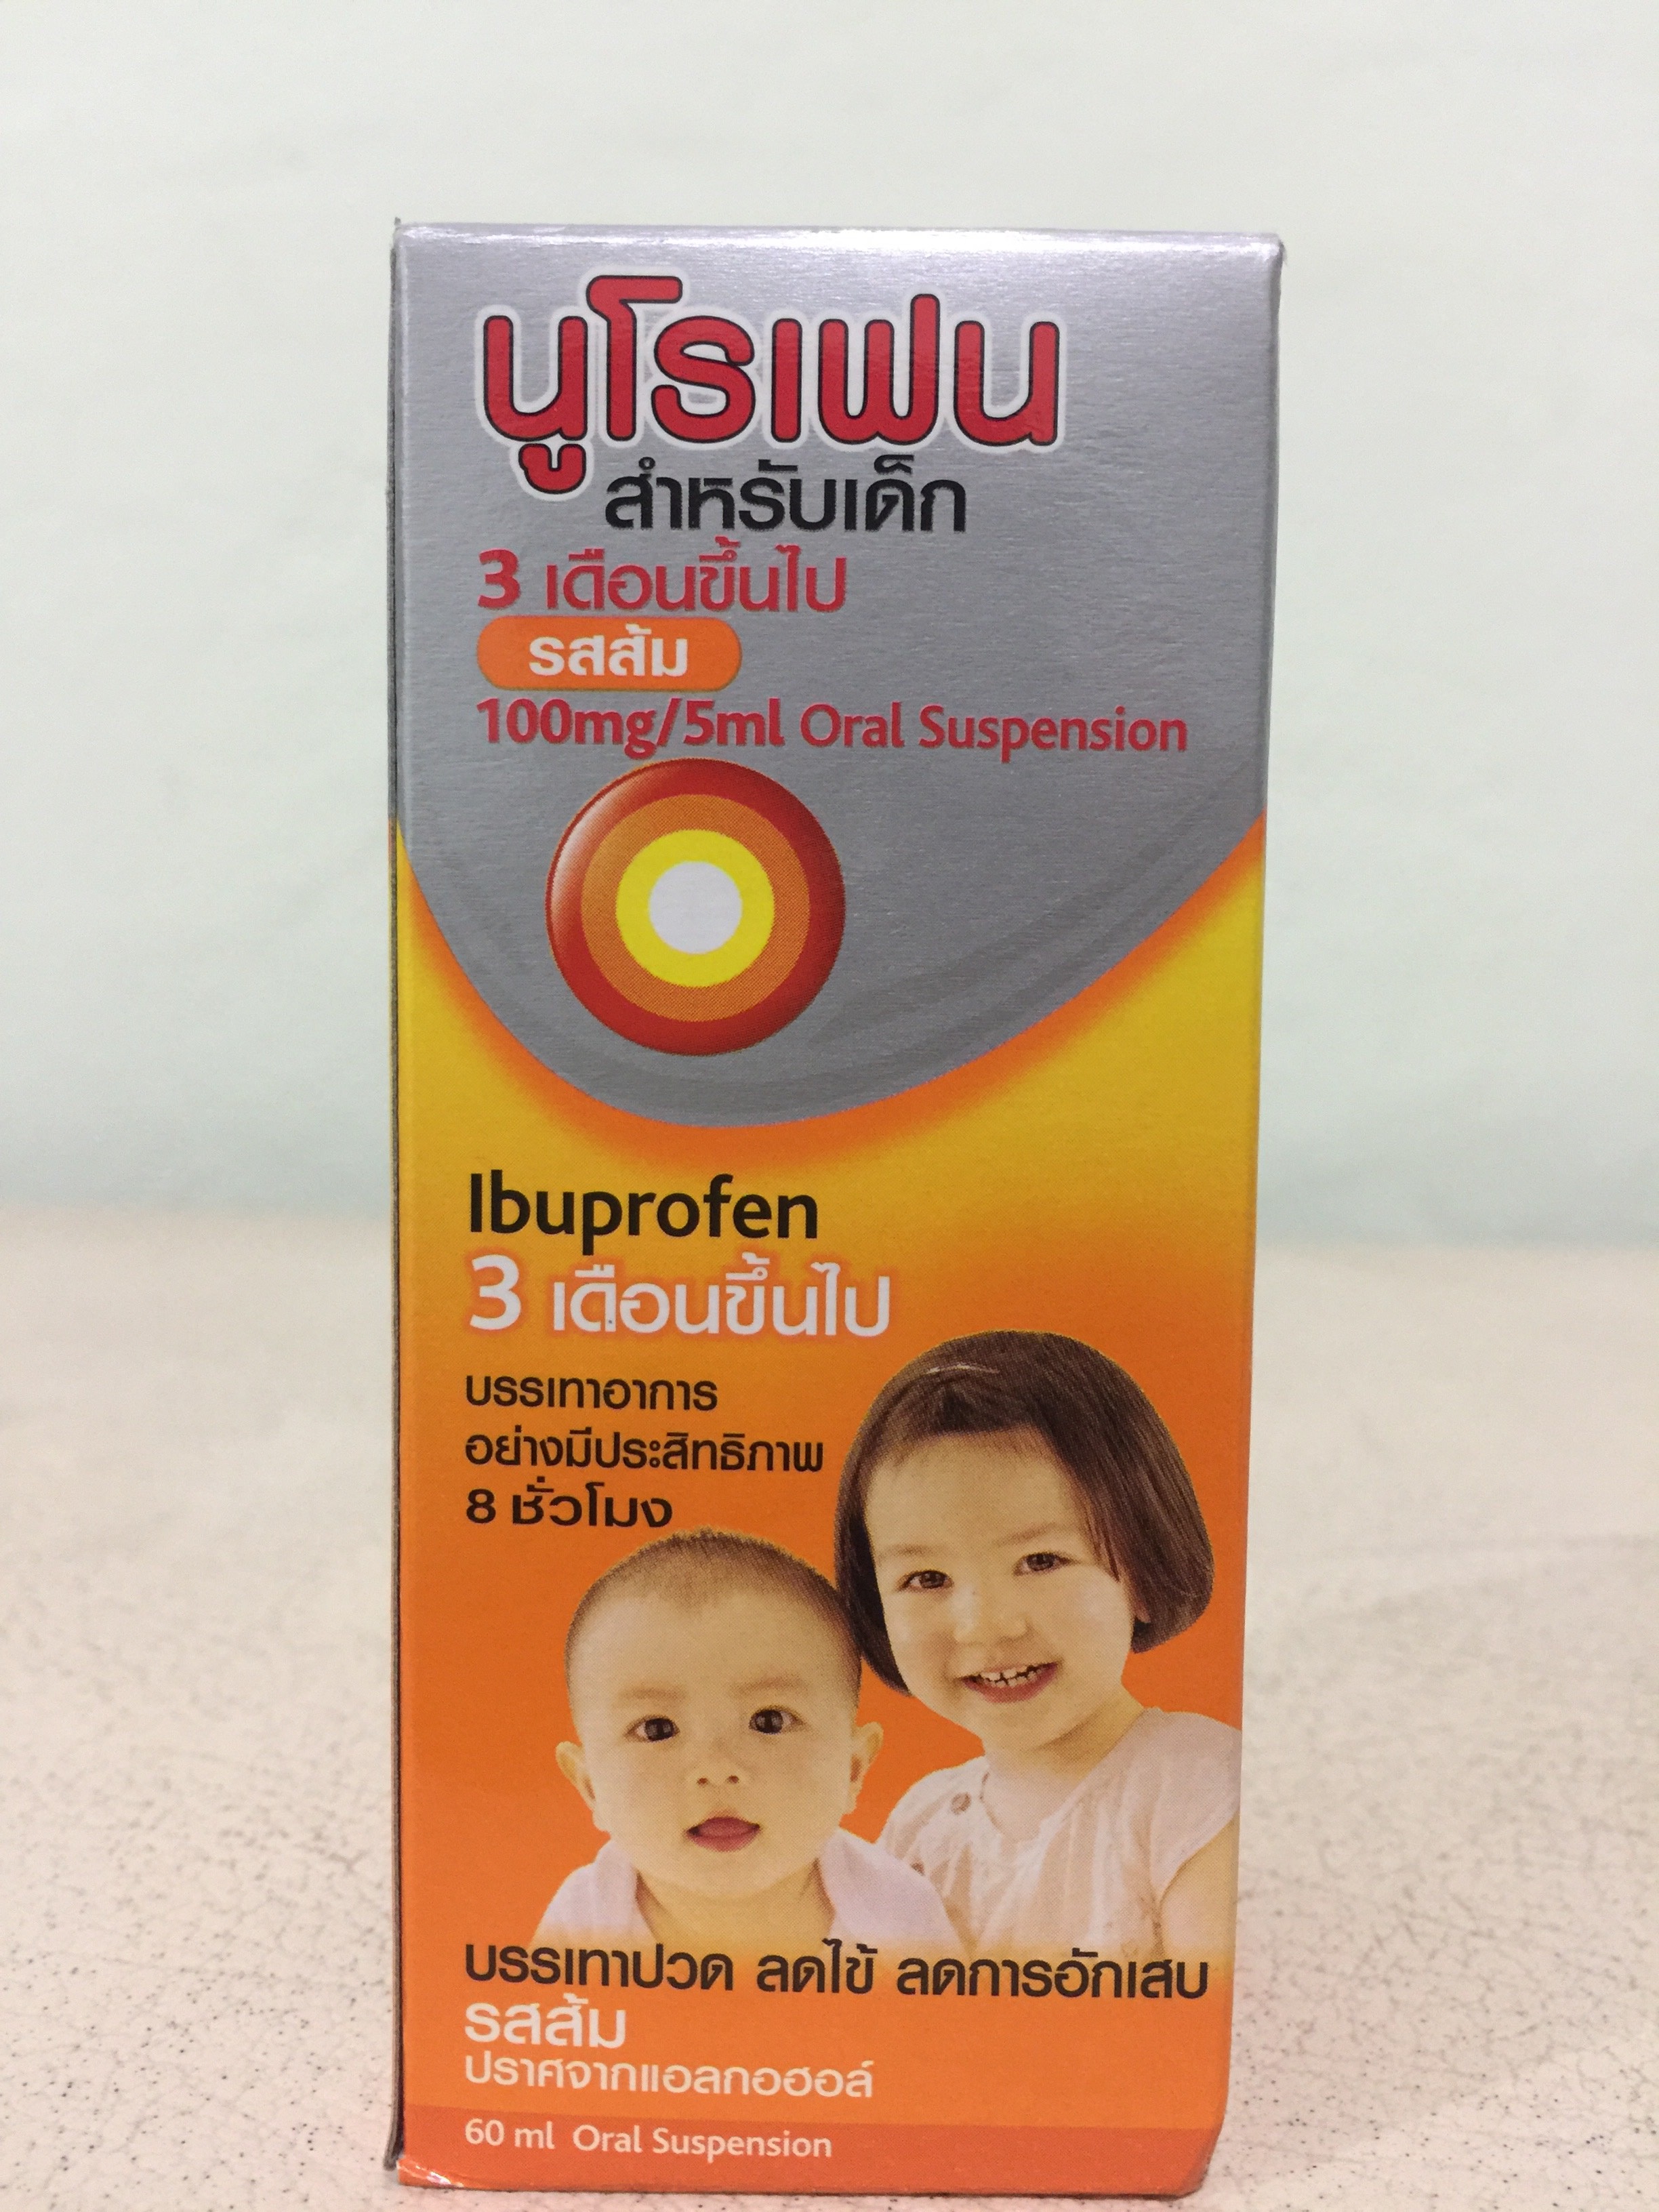 นูโรเฟน
สำหรับเด็ก
3 เดือนขึ้นไป
รสส้ม
100mg/5ml Oral Suspension
Ibuprofen
3 เดือนขึ้นไป
บรรเทาอาการ
อย่างมีประสิทธิภาพ
8 ชั่วโมง
บรรเทาปวด ลดไข้ ลดการอักเสบ
รสส้ม
ปราศจากแอลกอฮอล์
60 ml Oral Suspension